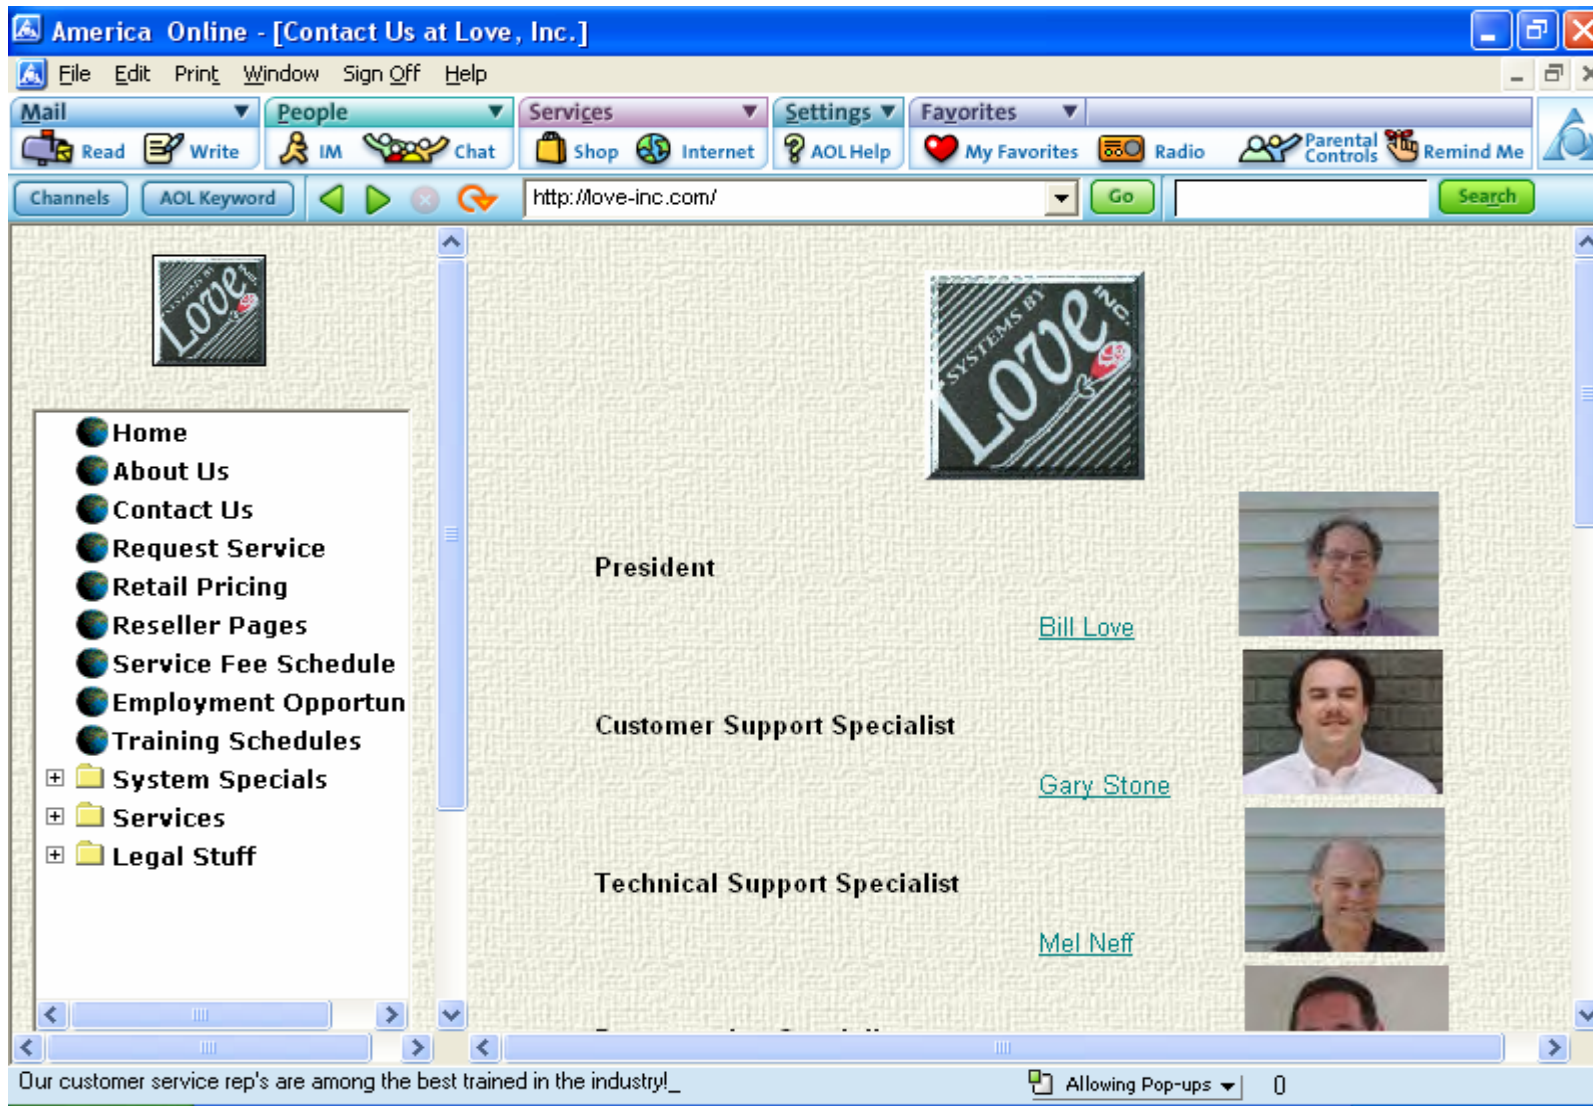 America Online - [Contact Us at Love, Inc.]
File Edit Print Window Sign Off Help
Mail People Services Settings Favorites
Read Write IM Chat Shop Internet AOL Help My Favorites Radio Parental Controls Remind Me
Channels AOL Keyword http://love-inc.com/ Go Search
SYSTEMS BY Love
SYSTEMS BY Love INC.
Home
About Us
Contact Us
Request Service
Retail Pricing
Reseller Pages
Service Fee Schedule
Employment Opportun
Training Schedules
System Specials
Services
Legal Stuff
President
Bill Love
Customer Support Specialist
Gary Stone
Technical Support Specialist
Mel Neff
Our customer service rep's are among the best trained in the industry!_
Allowing Pop-ups 0